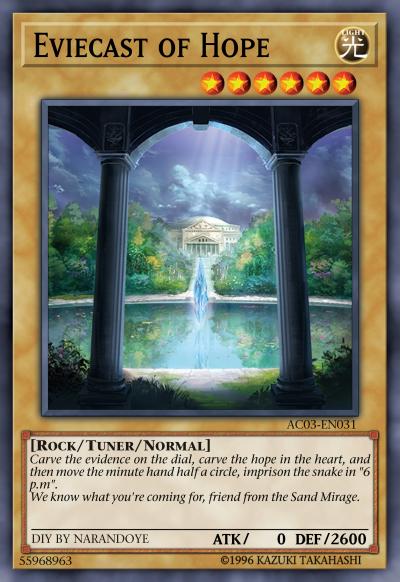 EVIECAST OF HOPE
LIGHT
光
AC03-EN031
[ROCK/TUNER/NORMAL]
Carve the evidence on the dial, carve the hope in the heart, and
then move the minute hand half a circle, imprison the snake in "6
p.m".
We know what you're coming for, friend from the Sand Mirage.
DIY BY NARANDOYE
ATK/ 0 DEF/2600
55968963
©1996 KAZUKI TAKAHASHI